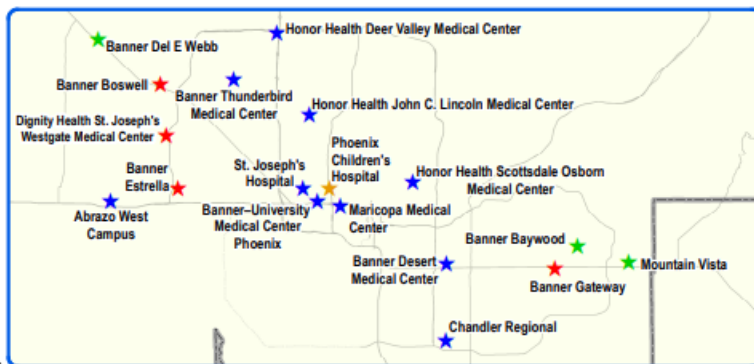 Honor Health Deer Valley Medical Center
Banner Del E Webb
Banner Boswell
Banner Thunderbird
Medical Center
Honor Health John C. Lincoln Medical Center
Dignity Health St. Joseph's
Westgate Medical Center
Phoenix
Children's
Hospital
Banner
Estrella
St. Joseph's
Hospital
Honor Health Scottsdale Osborn
Medical Center
Abrazo West
Campus
Banner–University
Medical Center
Phoenix
Maricopa Medical
Center
Banner Baywood
Banner Desert
Medical Center
Mountain Vista
Banner Gateway
Chandler Regional